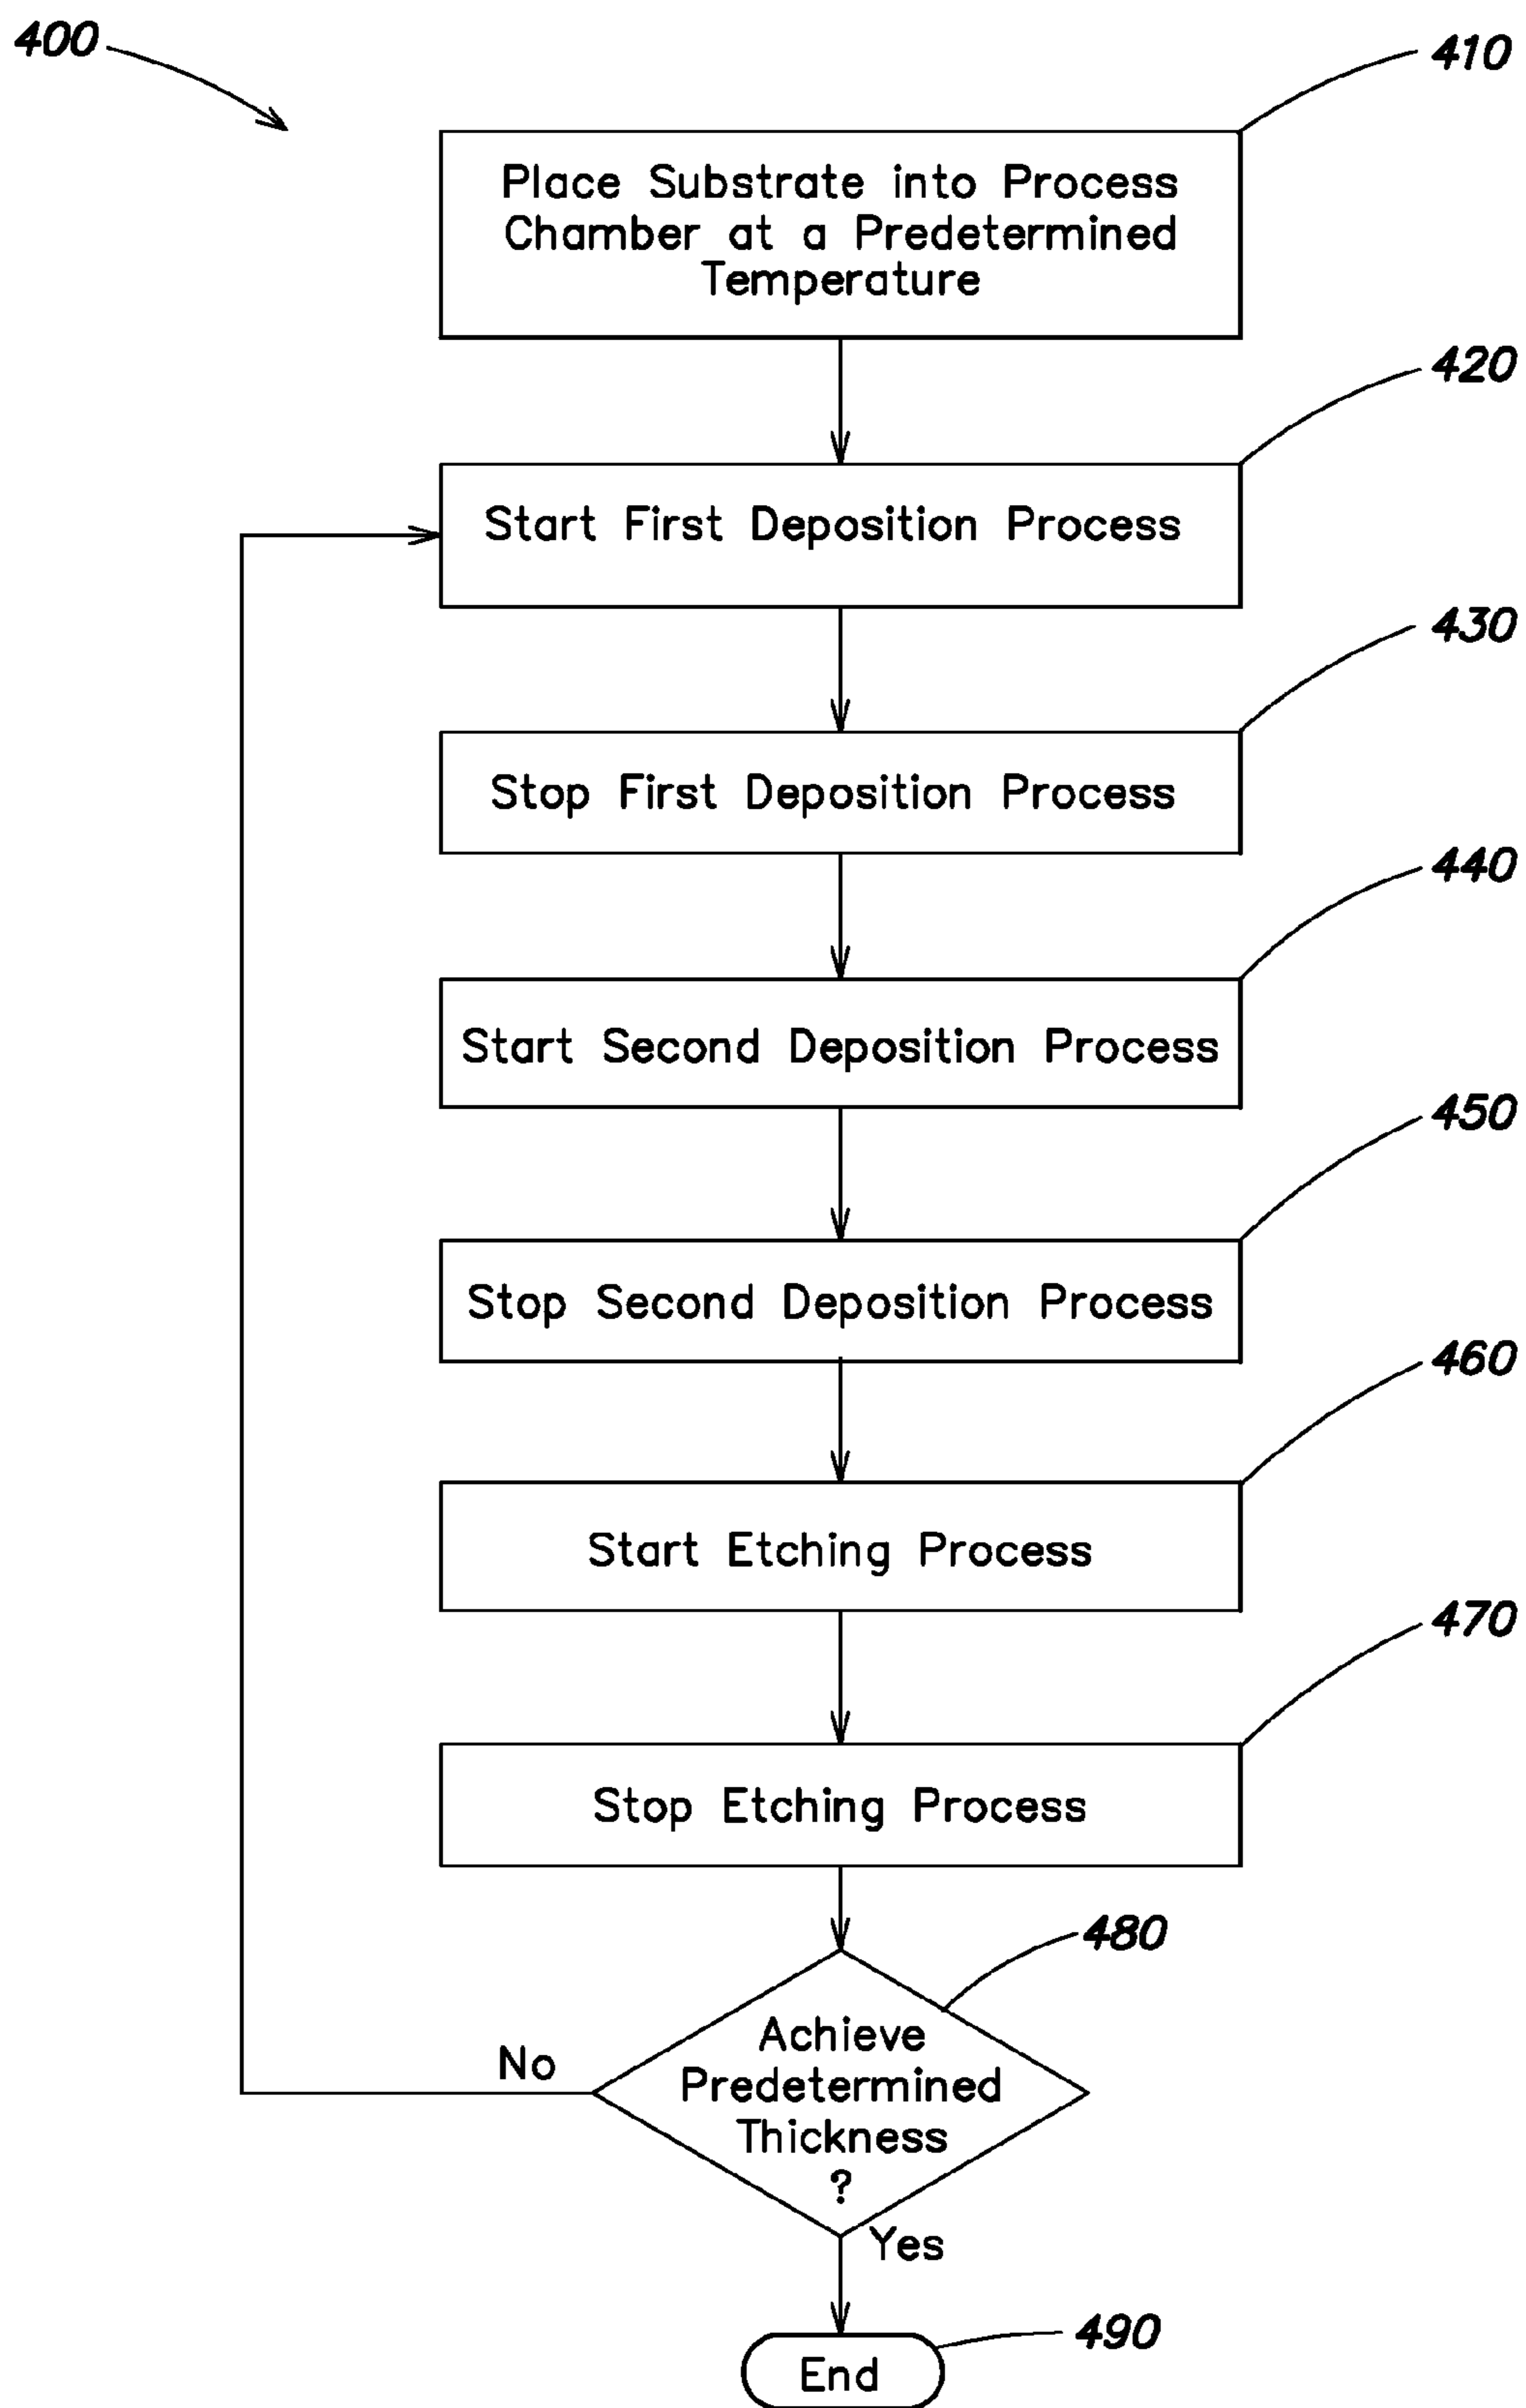 400
410
Place Substrate into Process
Chamber at a Predetermined
Temperature
420
Start First Deposition Process
430
Stop First Deposition Process
440
Start Second Deposition Process
450
Stop Second Deposition Process
460
Start Etching Process
470
Stop Etching Process
480
Achieve
Predetermined
Thickness
?
No
Yes
490
End